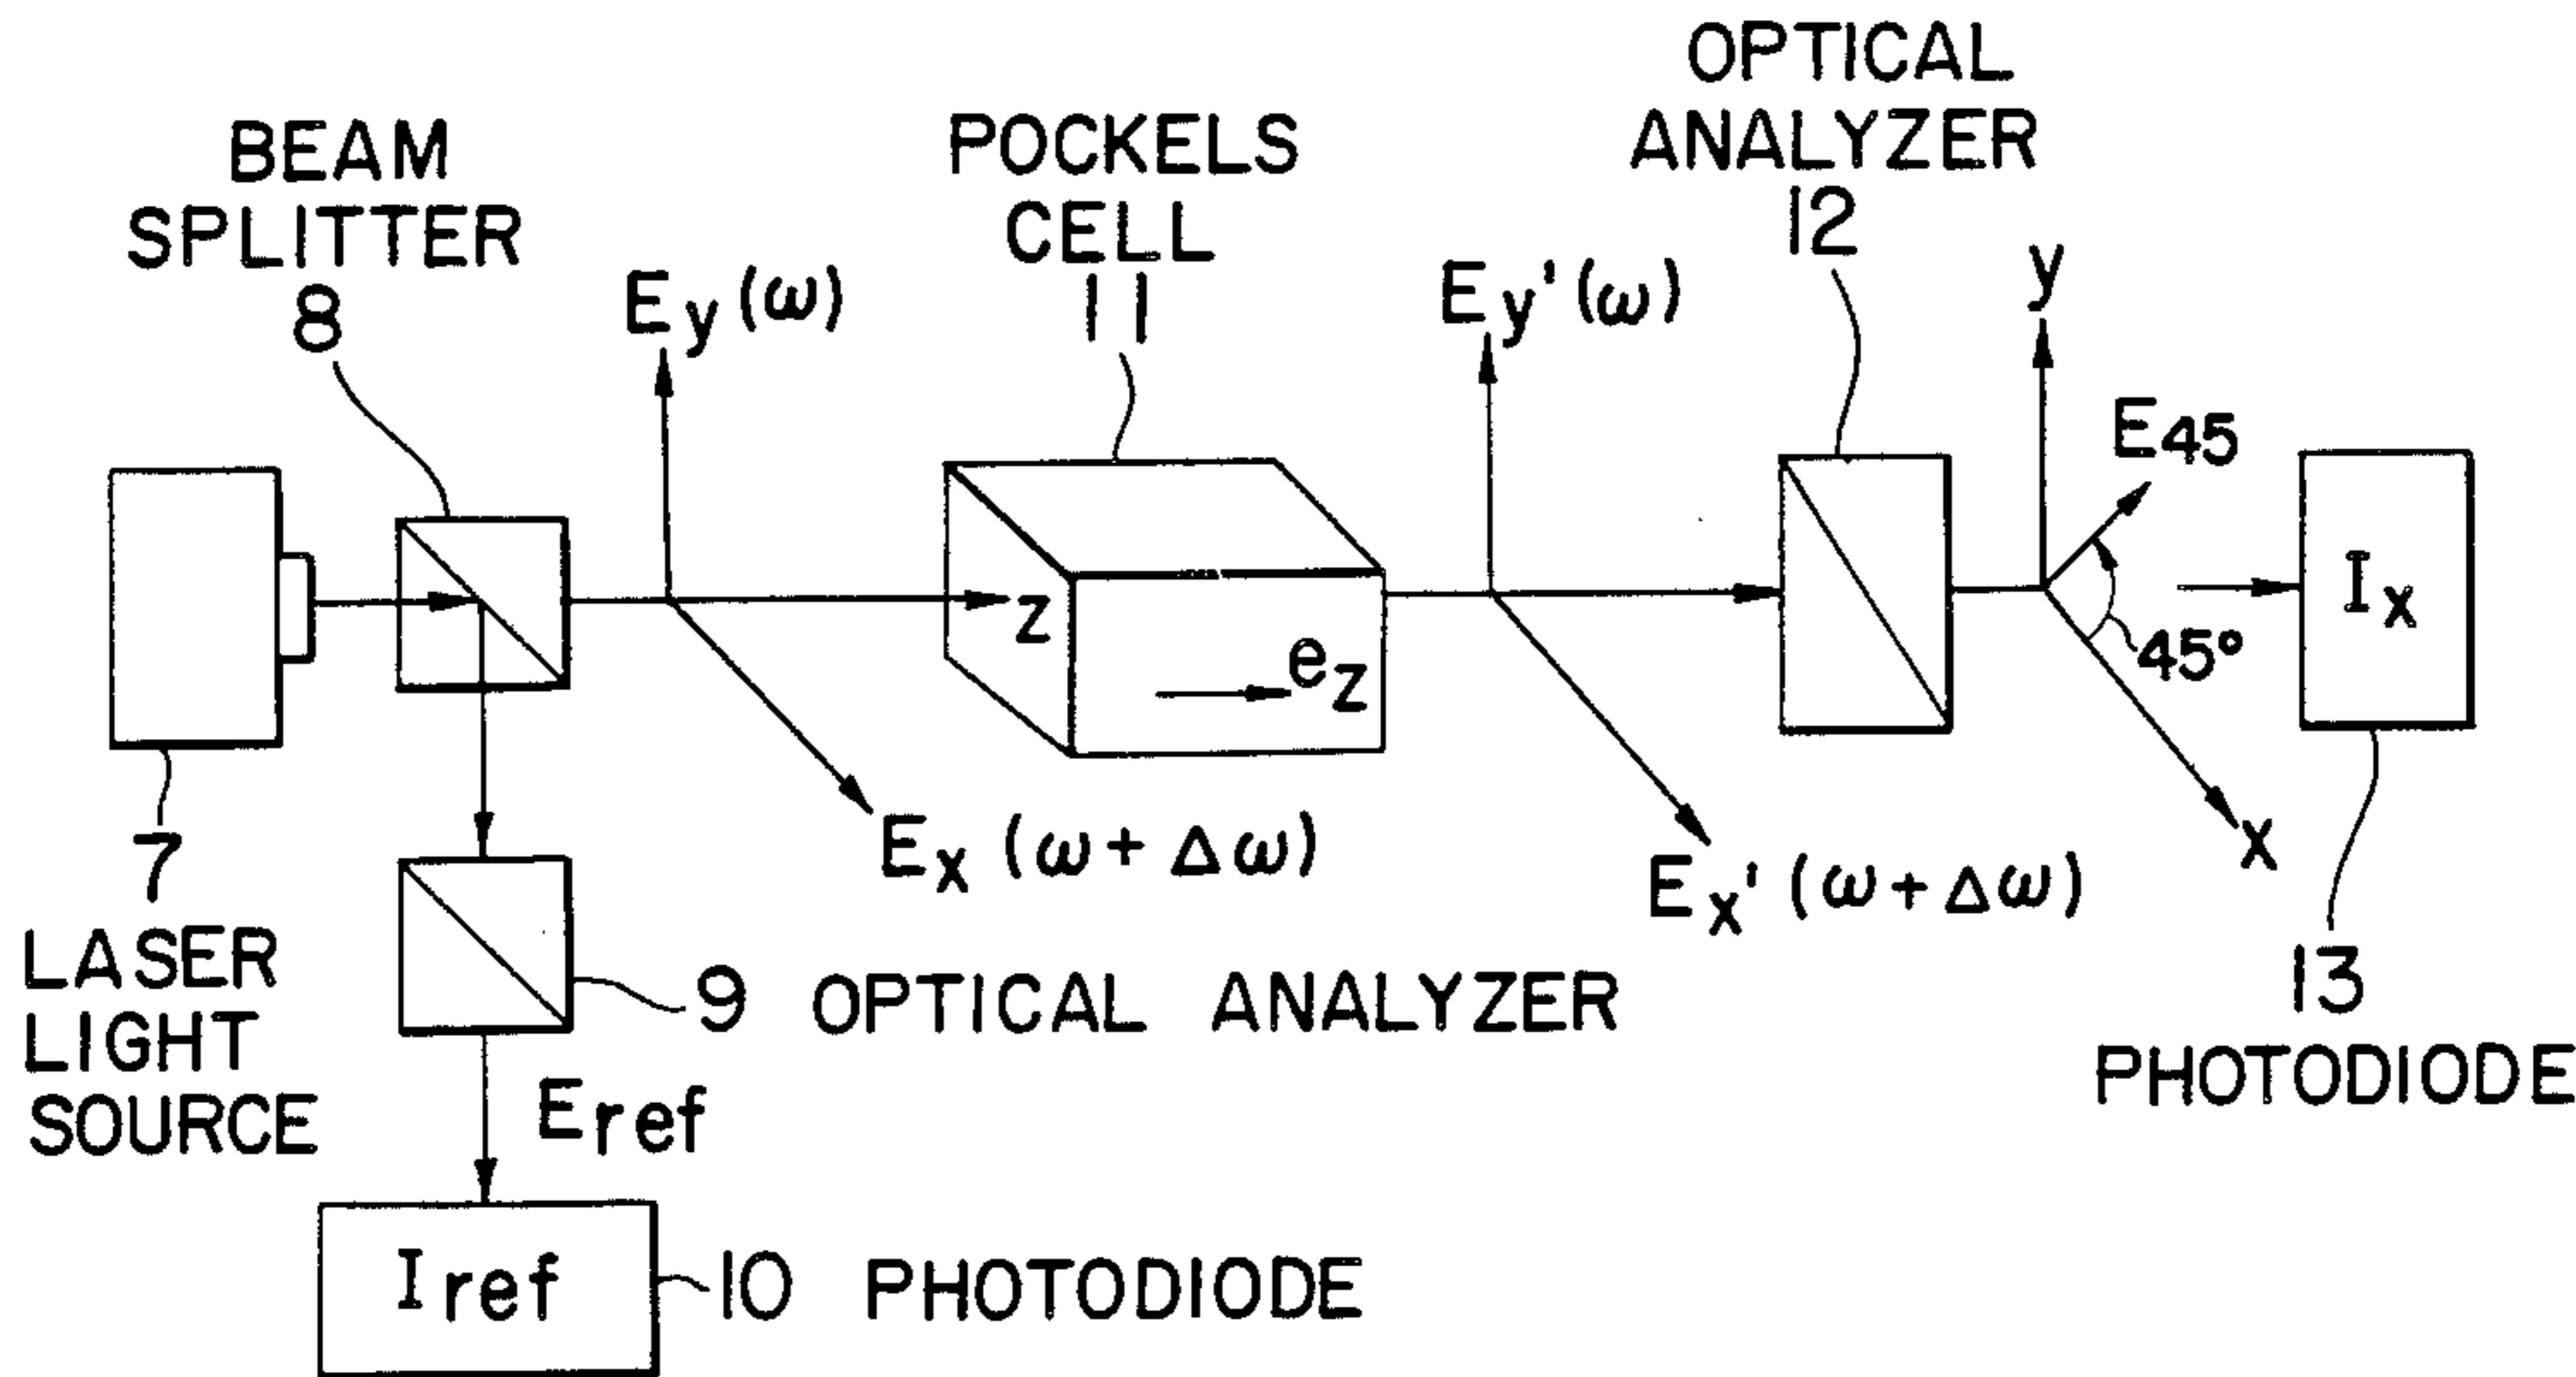 OPTICAL
ANALYZER
12
BEAM
SPLITTER
8
POCKELS
CELL
11
Ey (ω)
Ey' (ω)
y
E45
z
ez
45°
Ix
7
LASER
LIGHT
SOURCE
Ex (ω + Δω)
Ex' (ω + Δω)
x
9 OPTICAL ANALYZER
13
PHOTODIODE
Eref
Iref
10 PHOTODIODE